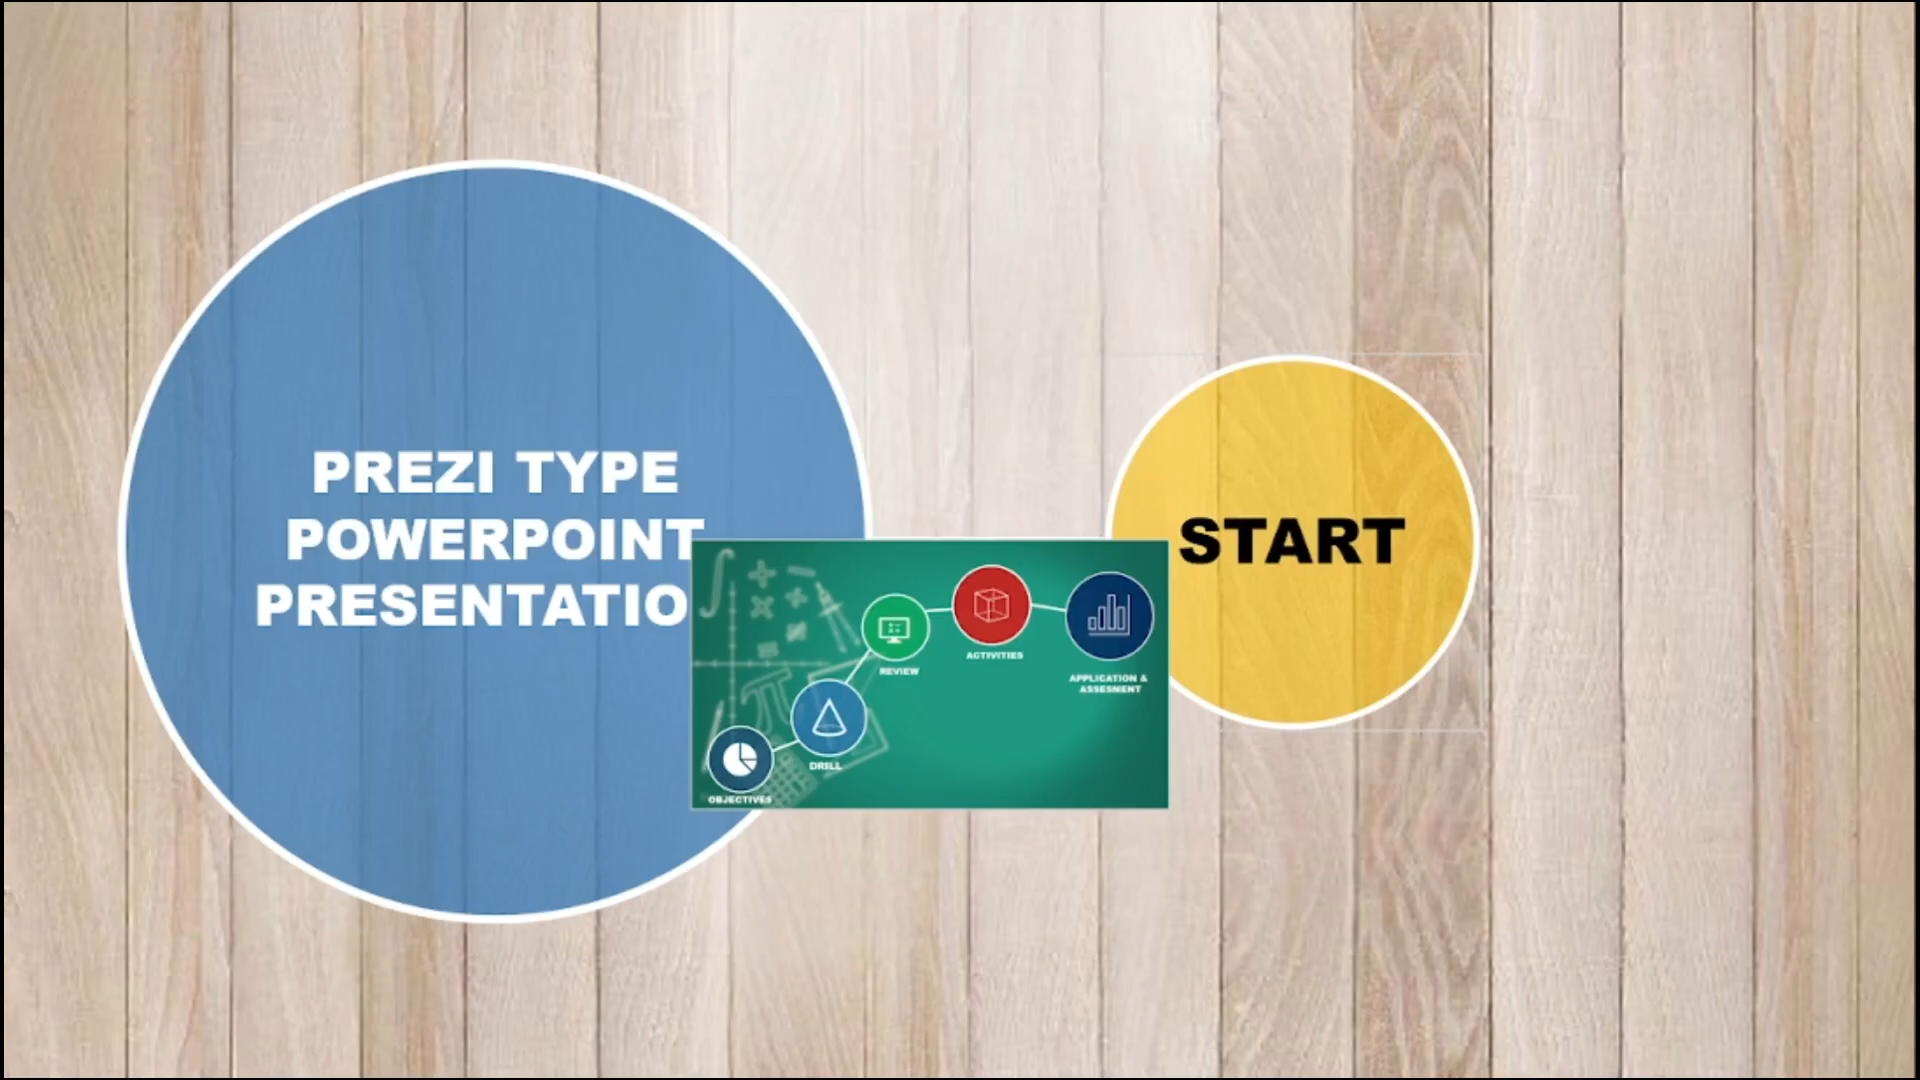 PREZI TYPE
POWERPOINT
PRESENTATIO
START
REVIEW
ACTIVITIES
APPLICATION &
ASSESMENT
DRILL
OBJECTIVES